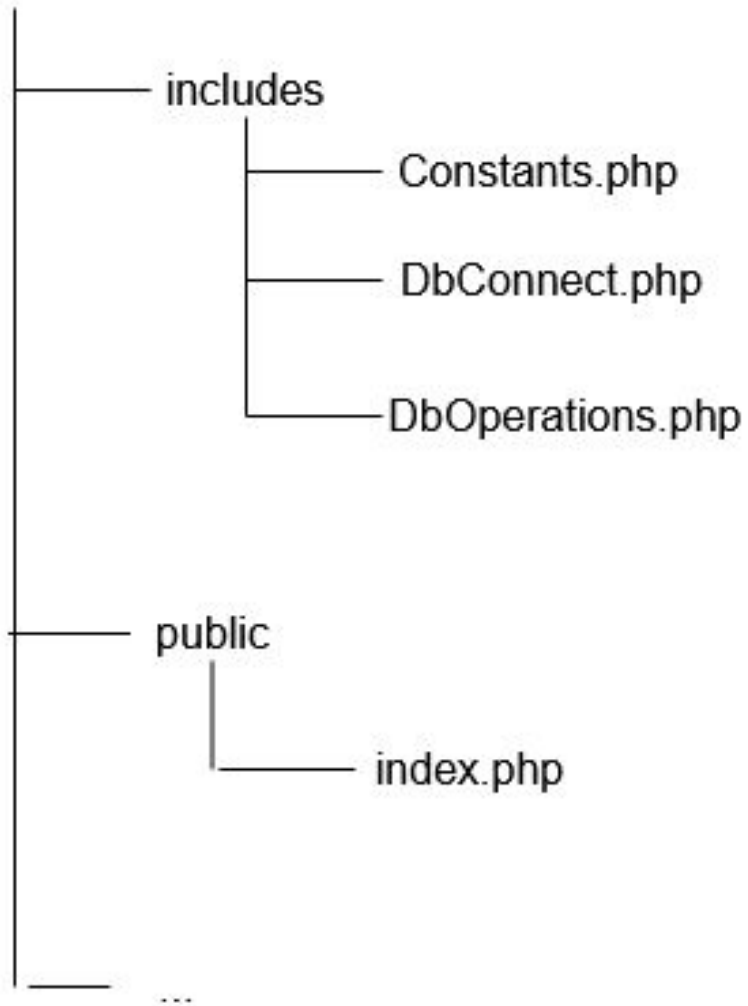 includes
Constants.php
DbConnect.php
DbOperations.php
public
index.php
...